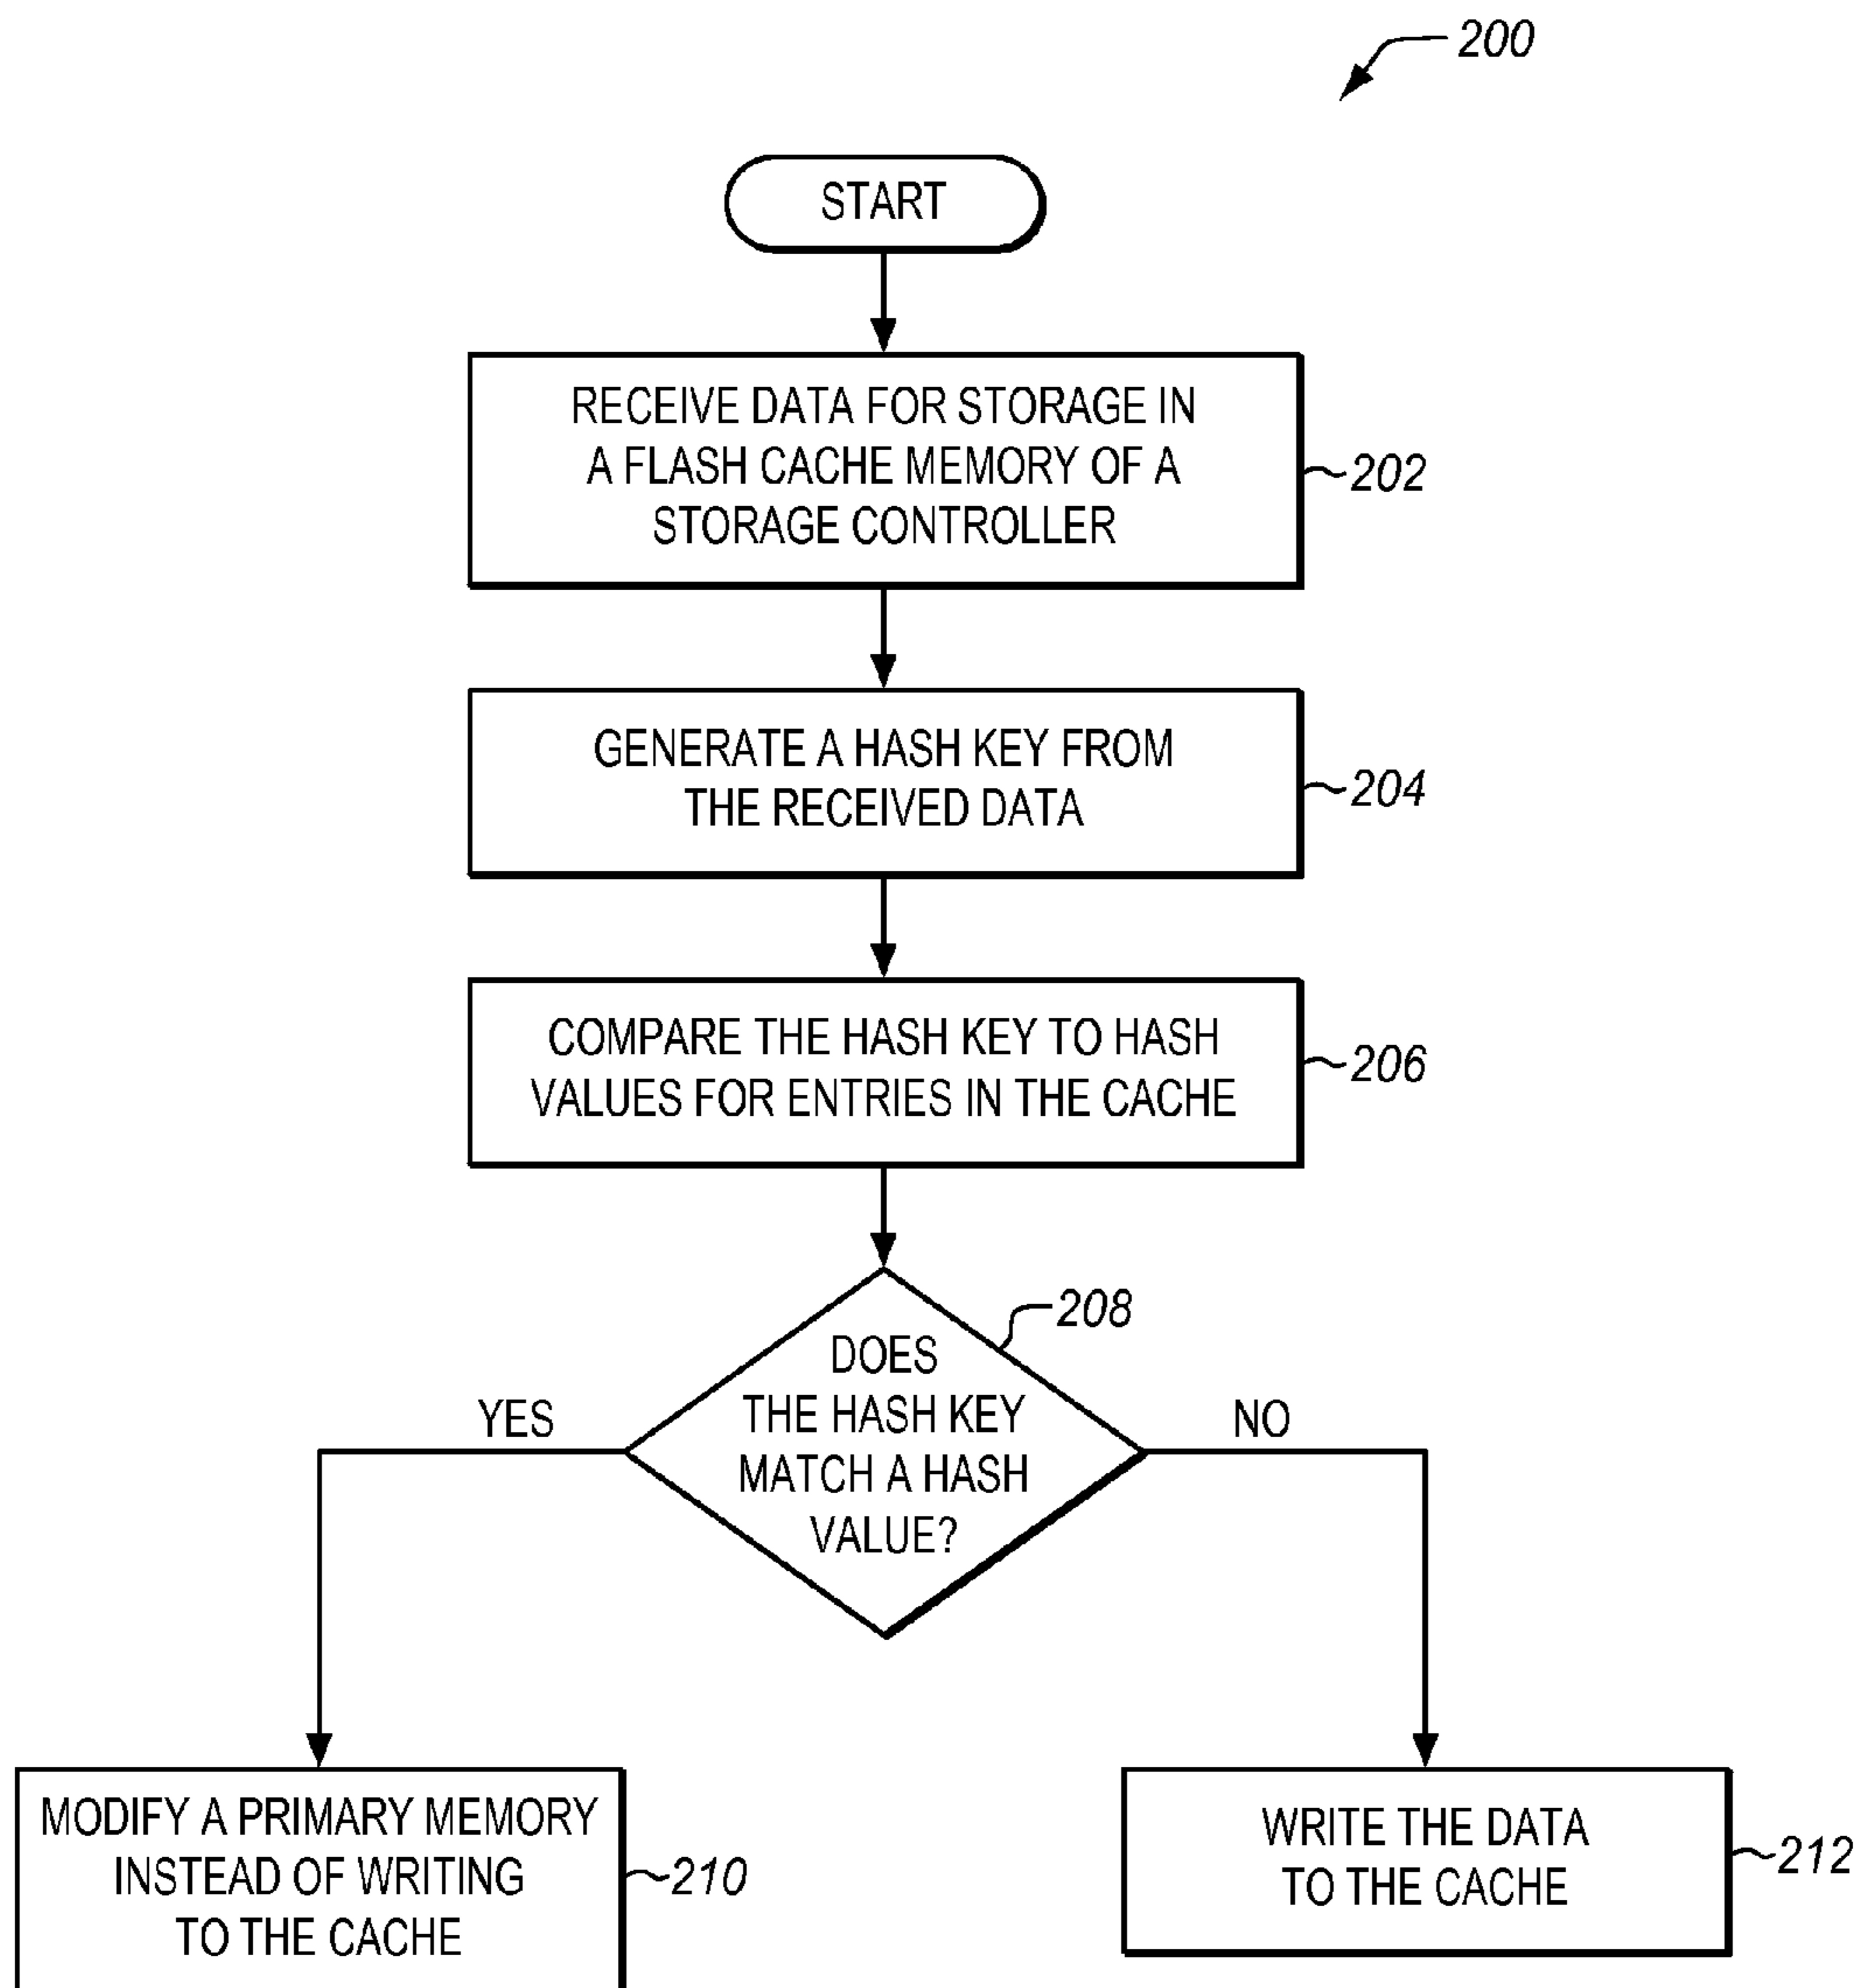 200
START
RECEIVE DATA FOR STORAGE IN
A FLASH CACHE MEMORY OF A
STORAGE CONTROLLER
202
GENERATE A HASH KEY FROM
THE RECEIVED DATA
204
COMPARE THE HASH KEY TO HASH
VALUES FOR ENTRIES IN THE CACHE
206
208
DOES
THE HASH KEY
MATCH A HASH
VALUE?
YES
NO
MODIFY A PRIMARY MEMORY
INSTEAD OF WRITING
TO THE CACHE
210
WRITE THE DATA
TO THE CACHE
212